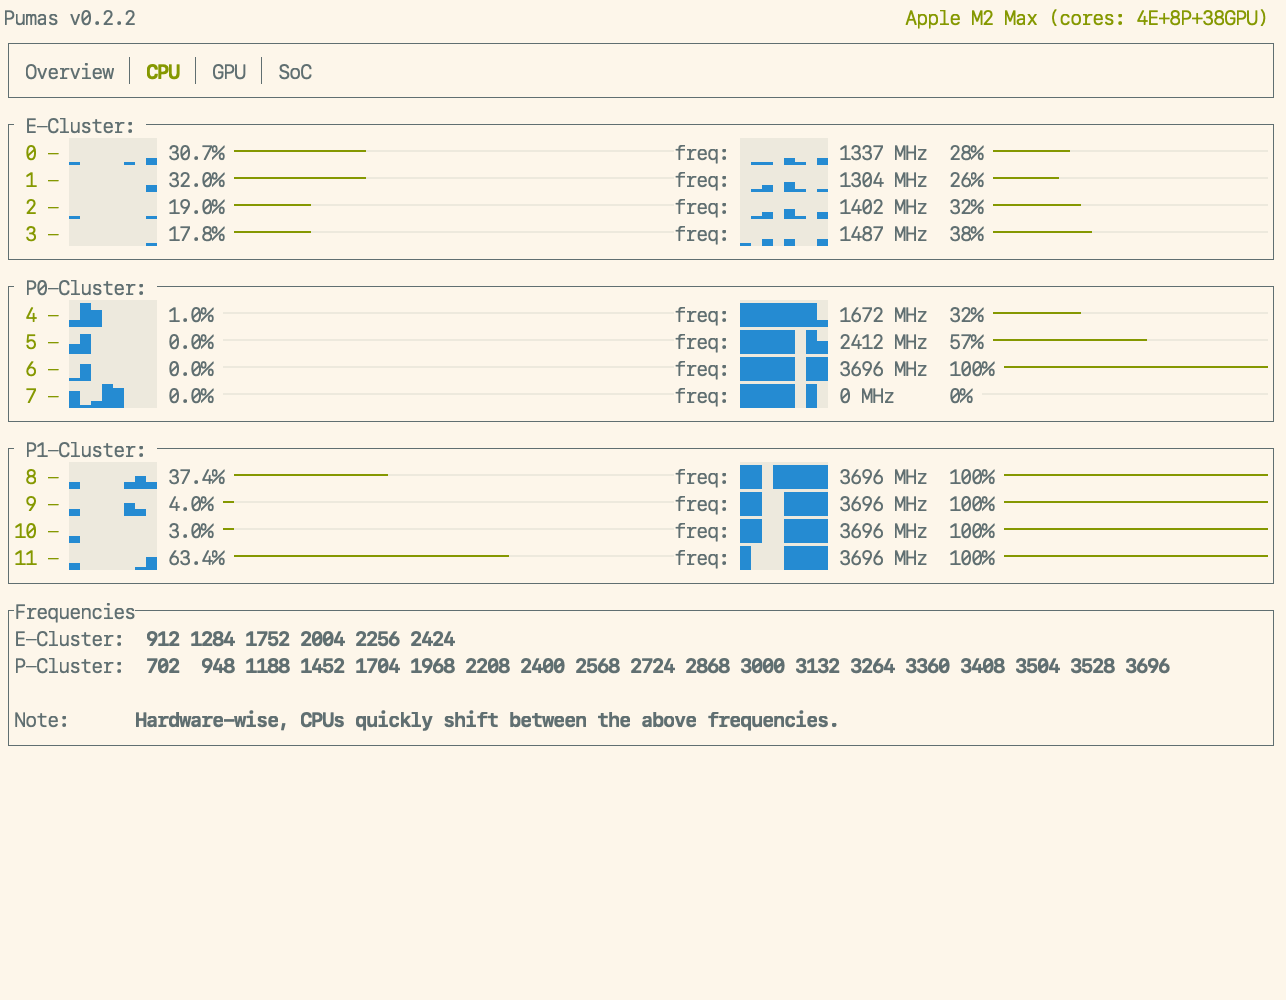 Pumas v0.2.2 Apple M2 Max (cores: 4E+8P+38GPU)
Overview │ CPU │ GPU │ SoC
E-Cluster:
0 — 30.7% freq: 1337 MHz 28%
1 — 32.0% freq: 1304 MHz 26%
2 — 19.0% freq: 1402 MHz 32%
3 — 17.8% freq: 1487 MHz 38%
P0-Cluster:
4 — 1.0% freq: 1672 MHz 32%
5 — 0.0% freq: 2412 MHz 57%
6 — 0.0% freq: 3696 MHz 100%
7 — 0.0% freq: 0 MHz 0%
P1-Cluster:
8 — 37.4% freq: 3696 MHz 100%
9 — 4.0% freq: 3696 MHz 100%
10 — 3.0% freq: 3696 MHz 100%
11 — 63.4% freq: 3696 MHz 100%
Frequencies
E-Cluster: 912 1284 1752 2004 2256 2424
P-Cluster: 702 948 1188 1452 1704 1968 2208 2400 2568 2724 2868 3000 3132 3264 3360 3408 3504 3528 3696
Note: Hardware-wise, CPUs quickly shift between the above frequencies.